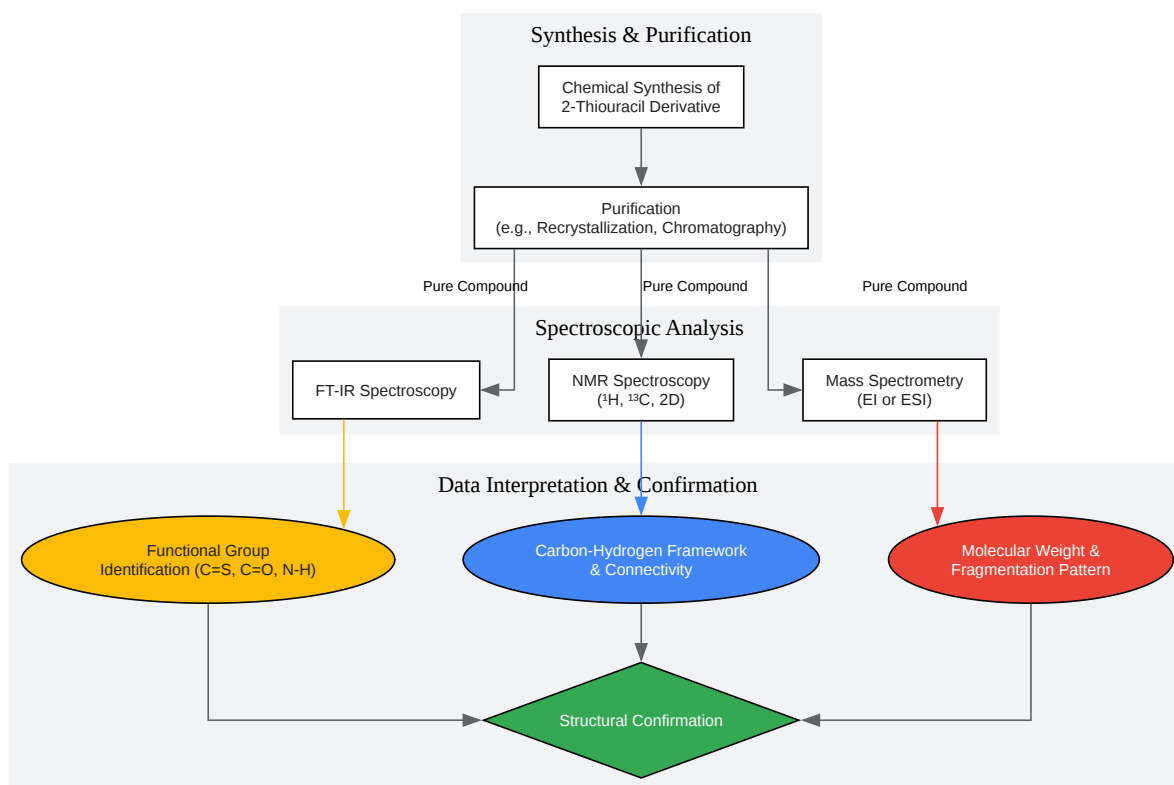 Synthesis & Purification
Chemical Synthesis of
2-Thiouracil Derivative
Purification
(e.g., Recrystallization, Chromatography)
Pure Compound
Pure Compound
Pure Compound
Spectroscopic Analysis
FT-IR Spectroscopy
NMR Spectroscopy
(¹H, ¹³C, 2D)
Mass Spectrometry
(EI or ESI)
Data Interpretation & Confirmation
Functional Group
Identification (C=S, C=O, N-H)
Carbon-Hydrogen Framework
& Connectivity
Molecular Weight &
Fragmentation Pattern
Structural Confirmation